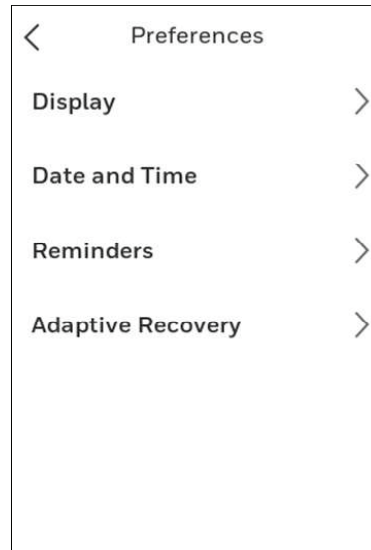 Preferences
Display
Date and Time
Reminders
Adaptive Recovery